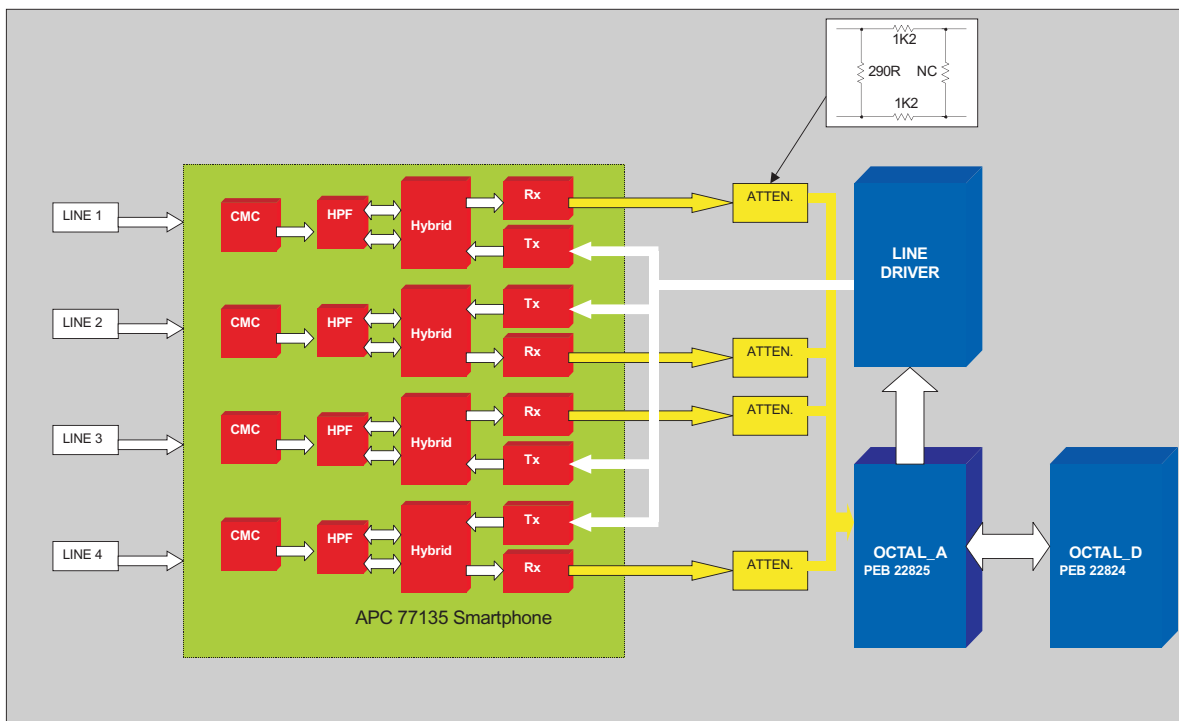 1K2
290R NC
1K2
LINE 1
CMC
HPF
Hybrid
Rx
Tx
ATTEN.
LINE
DRIVER
LINE 2
CMC
HPF
Hybrid
Tx
Rx
ATTEN.
LINE 3
CMC
HPF
Hybrid
Rx
Tx
ATTEN.
LINE 4
CMC
HPF
Hybrid
Tx
Rx
ATTEN.
OCTAL_A
PEB 22825
OCTAL_D
PEB 22824
APC 77135 Smartphone